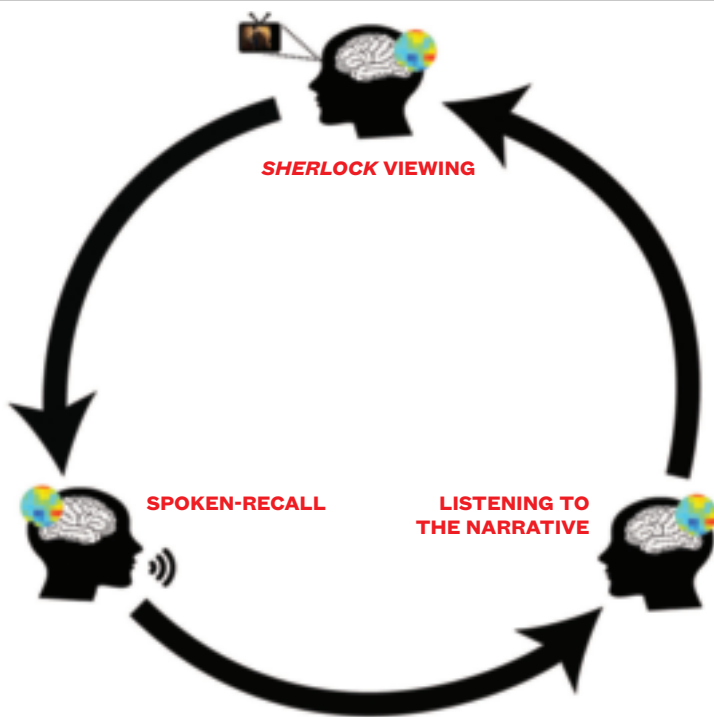 SHERLOCK VIEWING
SPOKEN-RECALL
LISTENING TO
THE NARRATIVE